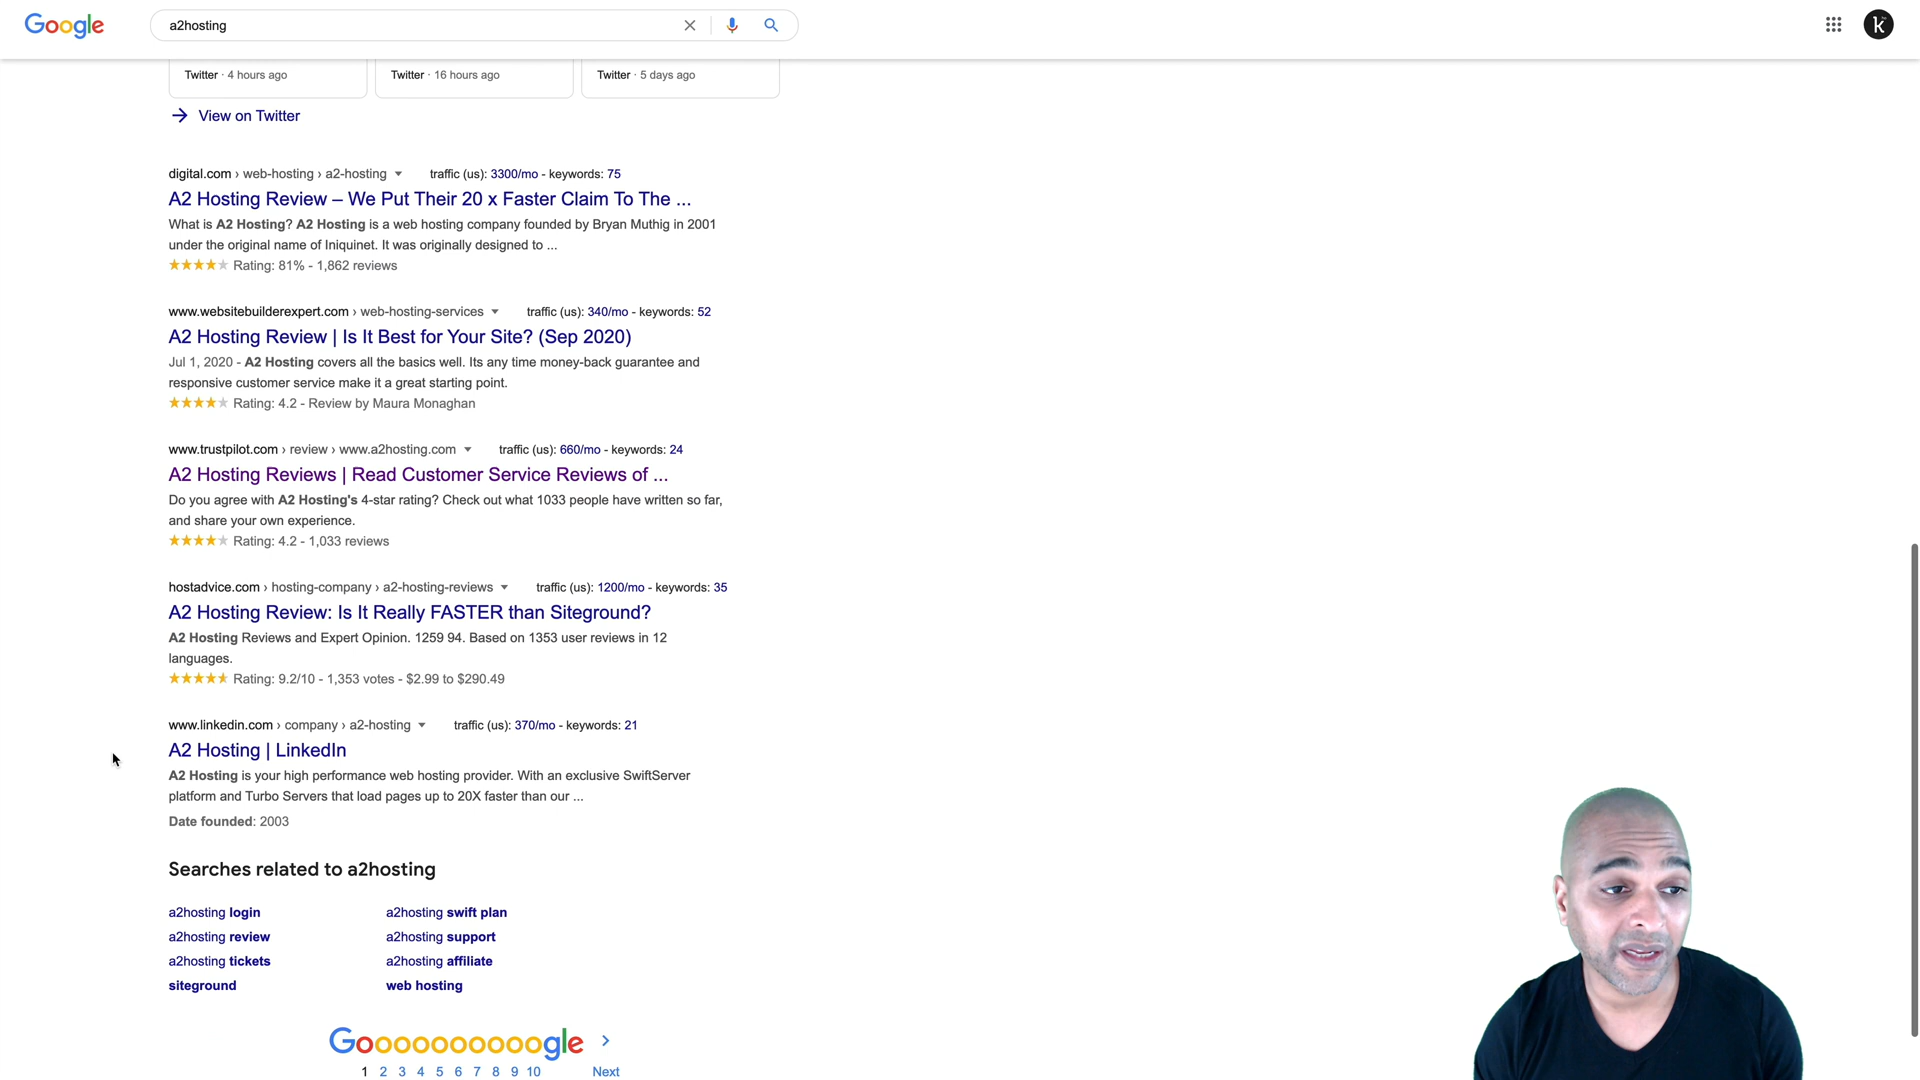 Google
a2hosting
k
Twitter · 4 hours ago
Twitter · 16 hours ago
Twitter · 5 days ago
View on Twitter
digital.com › web-hosting › a2-hosting traffic (us): 3300/mo - keywords: 75
A2 Hosting Review – We Put Their 20 x Faster Claim To The ...
What is A2 Hosting? A2 Hosting is a web hosting company founded by Bryan Muthig in 2001
under the original name of Iniquinet. It was originally designed to ...
Rating: 81% - 1,862 reviews
www.websitebuilderexpert.com › web-hosting-services traffic (us): 340/mo - keywords: 52
A2 Hosting Review | Is It Best for Your Site? (Sep 2020)
Jul 1, 2020 - A2 Hosting covers all the basics well. Its any time money-back guarantee and
responsive customer service make it a great starting point.
Rating: 4.2 - Review by Maura Monaghan
www.trustpilot.com › review › www.a2hosting.com traffic (us): 660/mo - keywords: 24
A2 Hosting Reviews | Read Customer Service Reviews of ...
Do you agree with A2 Hosting's 4-star rating? Check out what 1033 people have written so far,
and share your own experience.
Rating: 4.2 - 1,033 reviews
hostadvice.com › hosting-company › a2-hosting-reviews traffic (us): 1200/mo - keywords: 35
A2 Hosting Review: Is It Really FASTER than Siteground?
A2 Hosting Reviews and Expert Opinion. 1259 94. Based on 1353 user reviews in 12
languages.
Rating: 9.2/10 - 1,353 votes - $2.99 to $290.49
www.linkedin.com › company › a2-hosting traffic (us): 370/mo - keywords: 21
A2 Hosting | LinkedIn
A2 Hosting is your high performance web hosting provider. With an exclusive SwiftServer
platform and Turbo Servers that load pages up to 20X faster than our ...
Date founded: 2003
Searches related to a2hosting
a2hosting login
a2hosting swift plan
a2hosting review
a2hosting support
a2hosting tickets
a2hosting affiliate
siteground
web hosting
Goooooooooogle
1 2 3 4 5 6 7 8 9 10 Next